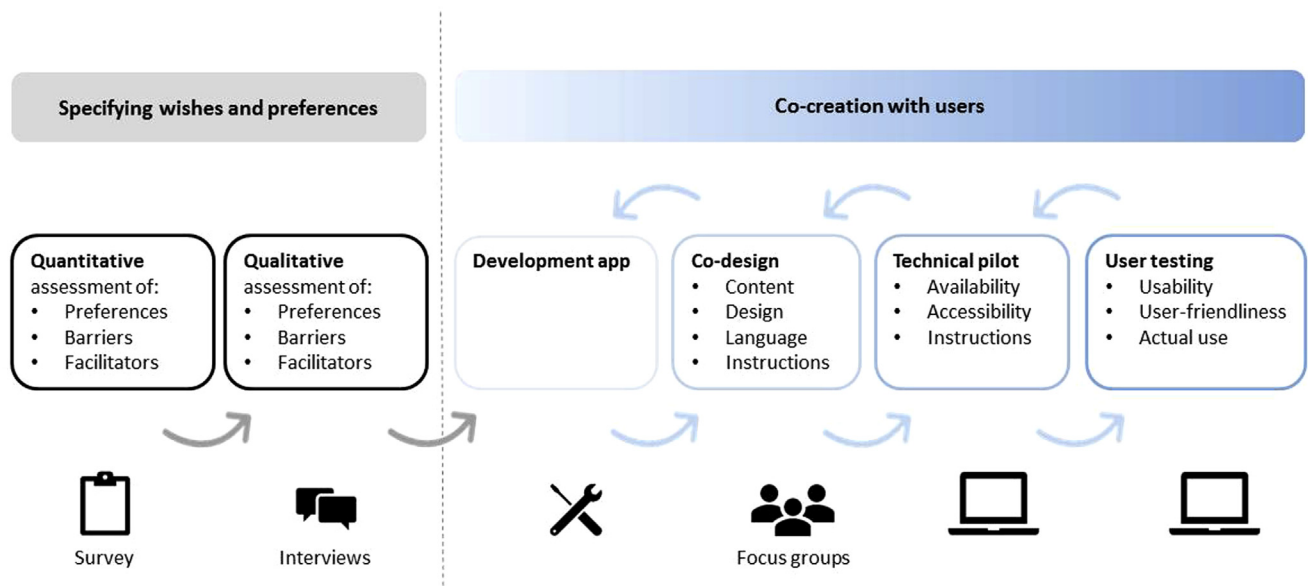 Specifying wishes and preferences
Co-creation with users
Quantitative
assessment of:
• Preferences
• Barriers
• Facilitators
Qualitative
assessment of:
• Preferences
• Barriers
• Facilitators
Development app
Co-design
• Content
• Design
• Language
• Instructions
Technical pilot
• Availability
• Accessibility
• Instructions
User testing
• Usability
• User-friendliness
• Actual use
Survey
Interviews
Focus groups